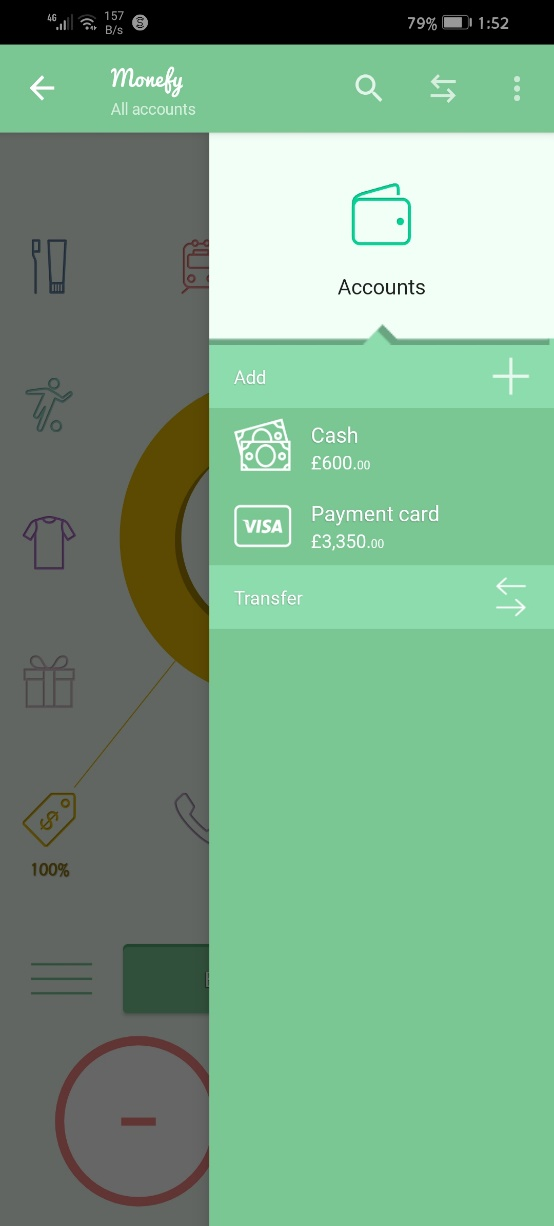 4G
157
B/s
S
79%
1:52
Monefy
All accounts
Accounts
Add
Cash
£600.00
VISA
Payment card
£3,350.00
Transfer
$
100%